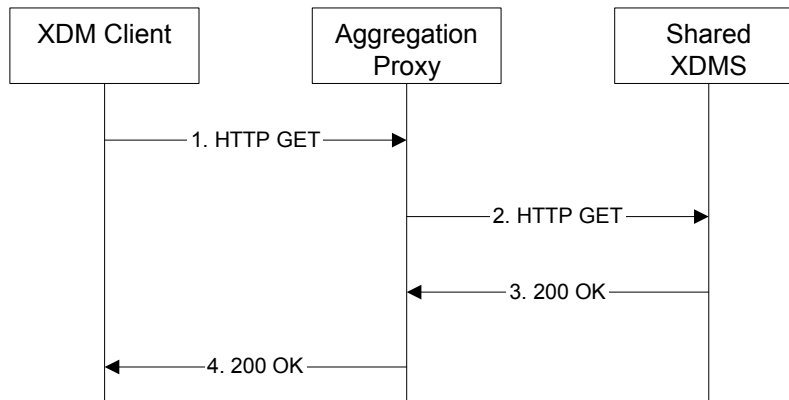 XDM Client
Aggregation
Proxy
Shared
XDMS
1. HTTP GET
2. HTTP GET
3. 200 OK
4. 200 OK